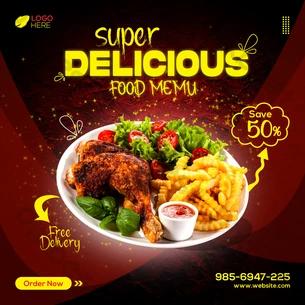 LOGO
HERE
super
DELICIOUS
FOOD MEMU
Save
50%
Free
Delivery
Order Now
985-6947-225
www.website.com